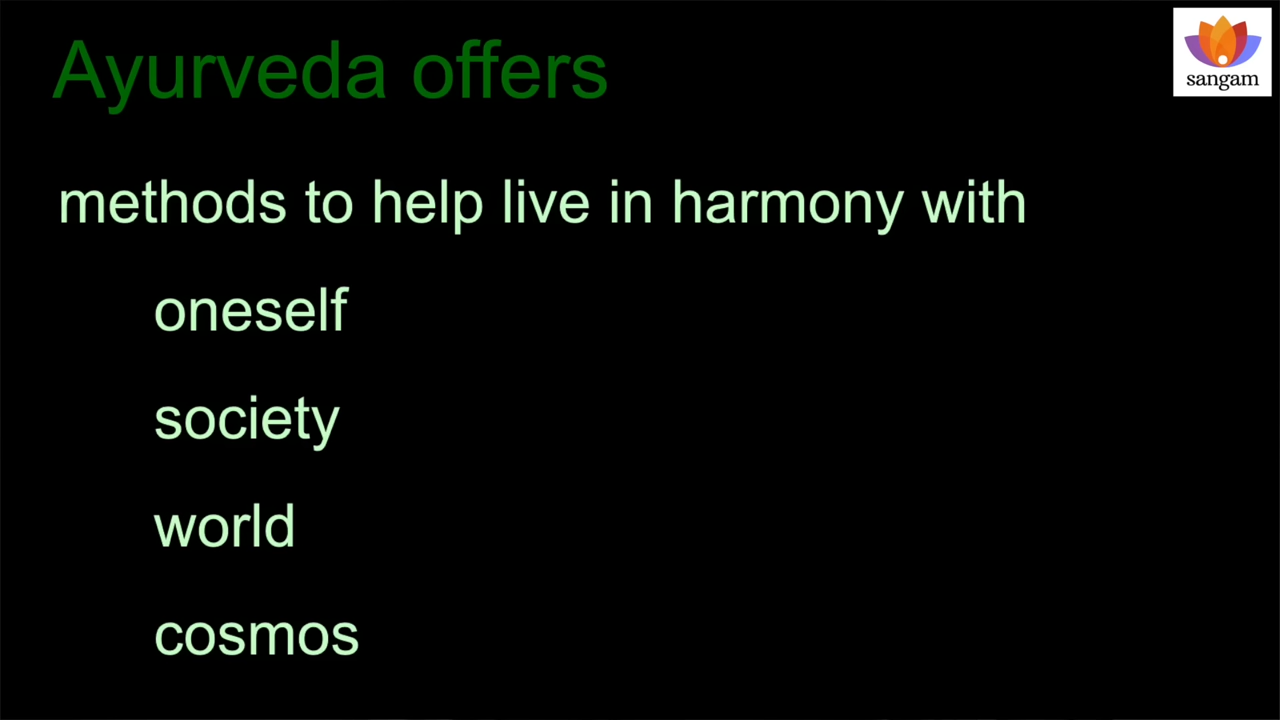 Ayurveda offers
sangam
methods to help live in harmony with
oneself
society
world
cosmos